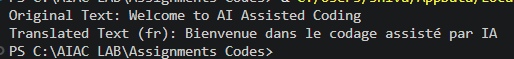 Original Text: Welcome to AI Assisted Coding
Translated Text (fr): Bienvenue dans le codage assisté par IA
PS C:\AIAC LAB\Assignments Codes>